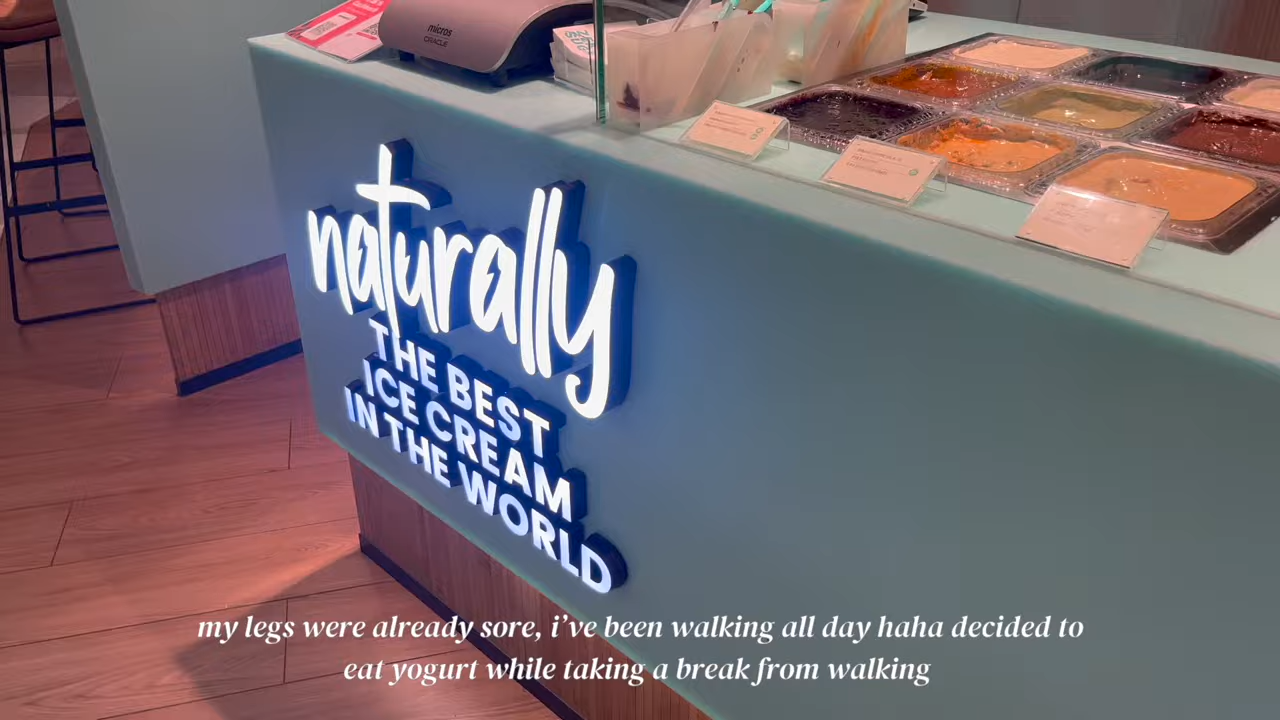 micros
ORACLE
naturally
THE BEST
ICE CREAM
IN THE WORLD
my legs were already sore, i've been walking all day haha decided to
eat yogurt while taking a break from walking